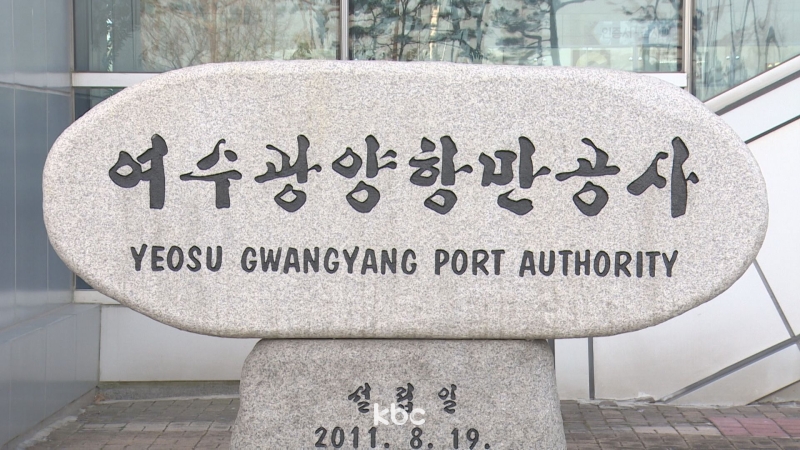 여수광양항만공사
YEOSU GWANGYANG PORT AUTHORITY
설립일
kbc
2011. 8. 19.